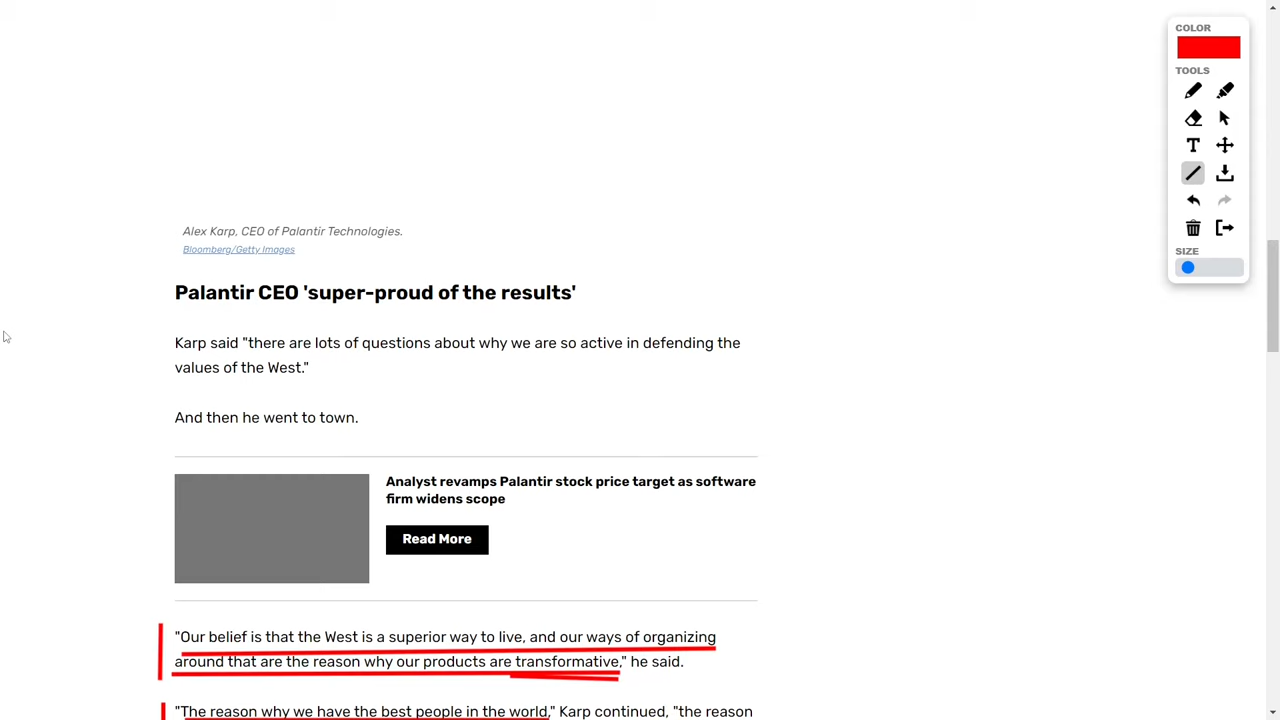 COLOR
TOOLS
T
SIZE
Alex Karp, CEO of Palantir Technologies.
Bloomberg/Getty Images
Palantir CEO 'super-proud of the results'
Karp said "there are lots of questions about why we are so active in defending the
values of the West."
And then he went to town.
Analyst revamps Palantir stock price target as software
firm widens scope
Read More
"Our belief is that the West is a superior way to live, and our ways of organizing
around that are the reason why our products are transformative," he said.
"The reason why we have the best people in the world," Karp continued, "the reason